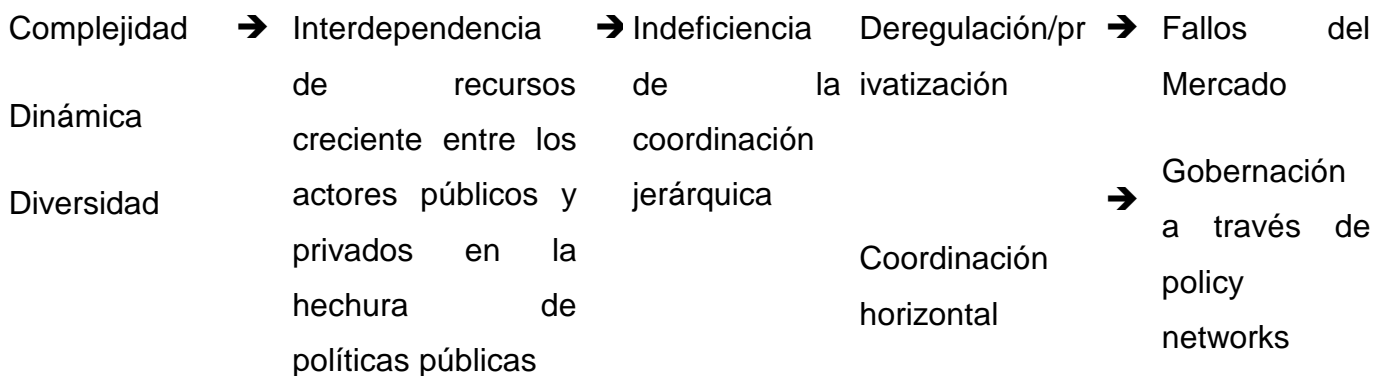 Complejidad
Dinámica
Diversidad
➔
Interdependencia
de recursos
creciente entre los
actores públicos y
privados en la
hechura de
políticas públicas
➔
Indeficiencia
de la
coordinación
jerárquica
Deregulación/pr
ivatización
➔
Fallos del
Mercado
Coordinación
horizontal
➔
Gobernación
a través de
policy
networks